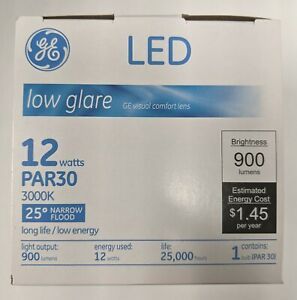 GE
LED
low glare
GE visual comfort lens
12 watts
PAR30
3000K
25° NARROW FLOOD
long life / low energy
Brightness
900
lumens
Estimated
Energy Cost
$1.45
per year
light output:
900 lumens
energy used:
12 watts
life:
25,000 hours
contains:
1 bulb (PAR 30)